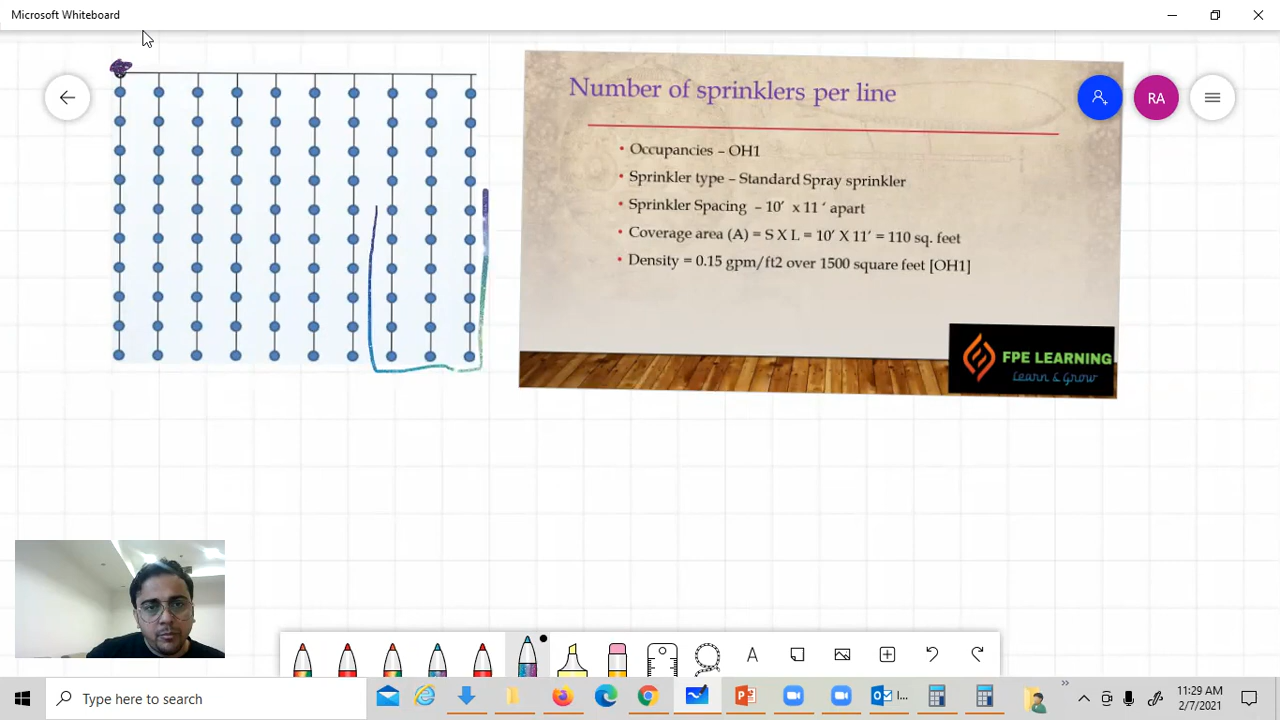 Microsoft Whiteboard
Number of sprinklers per line
• Occupancies – OH1
• Sprinkler type – Standard Spray sprinkler
• Sprinkler Spacing – 10' x 11 ' apart
• Coverage area (A) = S X L = 10' X 11' = 110 sq. feet
• Density = 0.15 gpm/ft2 over 1500 square feet [OH1]
RA
FPE LEARNING
Learn & Grow
A
Type here to search
I...
11:29 AM
2/7/2021